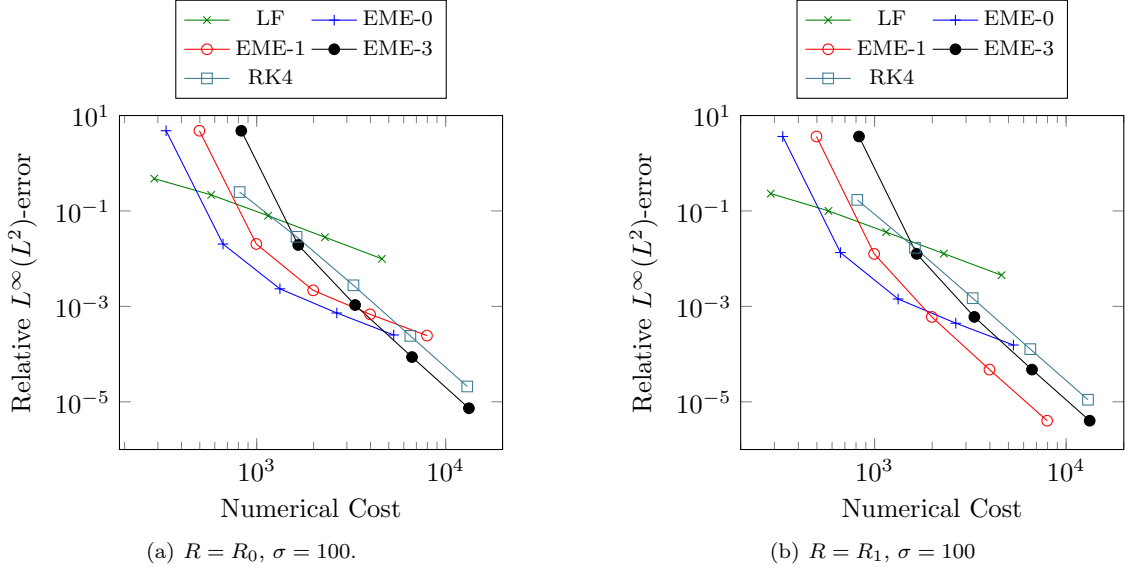 LF EME-0
EME-1 EME-3
RK4
10^1
10^{-1}
10^{-3}
10^{-5}
10^3 10^4
Relative L^∞(L^2)-error
Numerical Cost
(a) R = R_0, σ = 100.
LF EME-0
EME-1 EME-3
RK4
10^1
10^{-1}
10^{-3}
10^{-5}
10^3 10^4
Relative L^∞(L^2)-error
Numerical Cost
(b) R = R_1, σ = 100